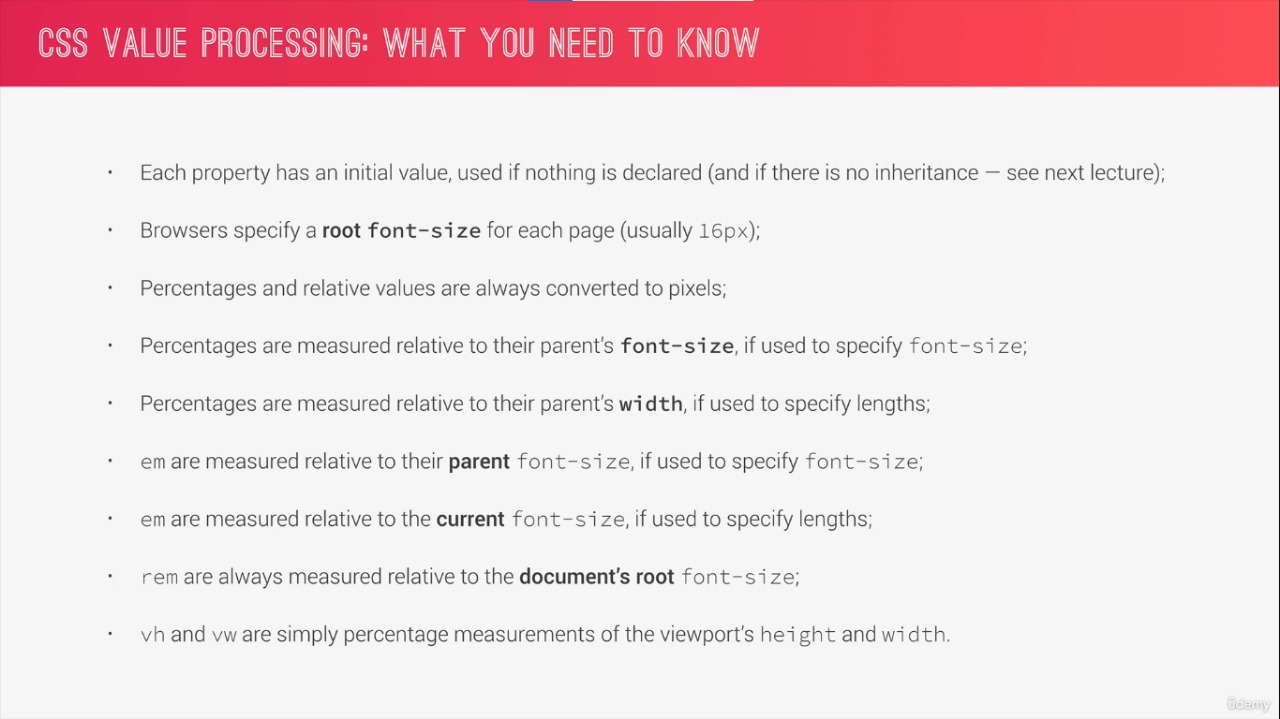 CSS VALUE PROCESSING: WHAT YOU NEED TO KNOW
• Each property has an initial value, used if nothing is declared (and if there is no inheritance — see next lecture);
• Browsers specify a root font-size for each page (usually 16px);
• Percentages and relative values are always converted to pixels;
• Percentages are measured relative to their parent’s font-size, if used to specify font-size;
• Percentages are measured relative to their parent’s width, if used to specify lengths;
• em are measured relative to their parent font-size, if used to specify font-size;
• em are measured relative to the current font-size, if used to specify lengths;
• rem are always measured relative to the document’s root font-size;
• vh and vw are simply percentage measurements of the viewport’s height and width.
ûdemy